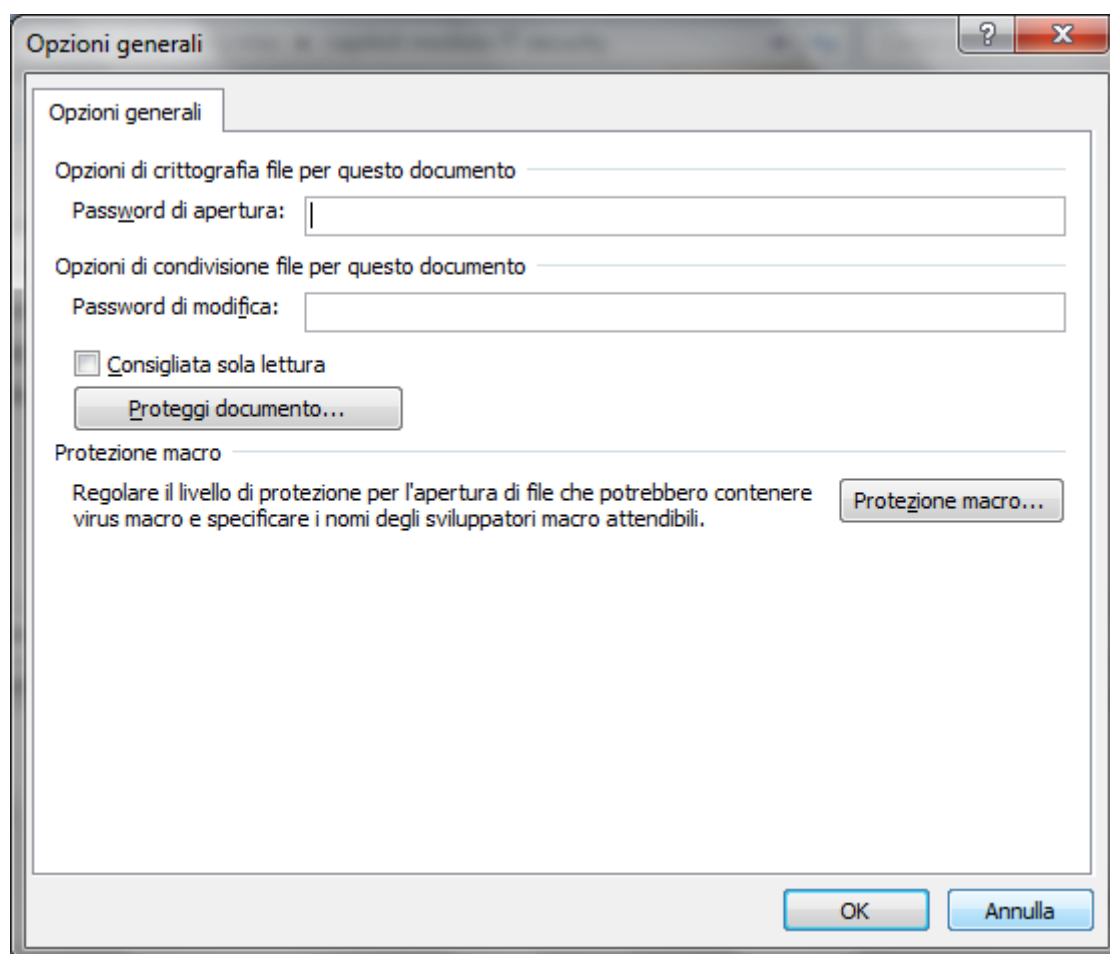 Opzioni generali
?
X
Opzioni generali
Opzioni di crittografia file per questo documento
Password di apertura:
Opzioni di condivisione file per questo documento
Password di modifica:
Consigliata sola lettura
Proteggi documento...
Protezione macro
Regolare il livello di protezione per l'apertura di file che potrebbero contenere
virus macro e specificare i nomi degli sviluppatori macro attendibili.
Protezione macro...
OK
Annulla